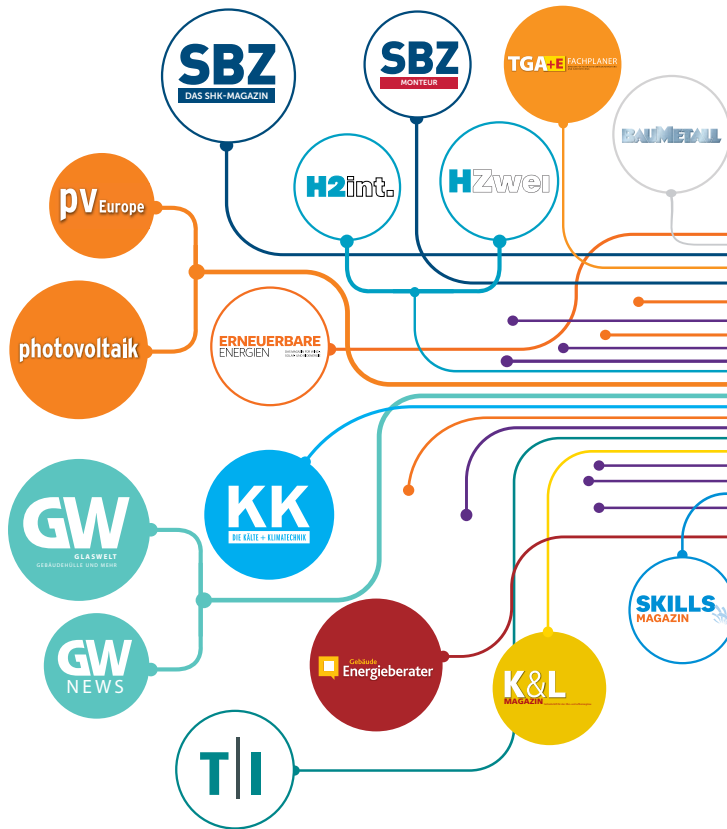 SBZ
DAS SHK-MAGAZIN
SBZ
MONTEUR
TGA+E FACHPLANER
BAUMETALL
H2int.
HZwei
pv Europe
photovoltaik
ERNEUERBARE
ENERGIEN
GW
GLASWELT
GEBÄUDEHÜLLE UND MEHR
KK
DIE KÄLTE + KLIMATECHNIK
GW
NEWS
Gebäude
Energieberater
K&L
MAGAZIN
SKILLS
MAGAZIN
T|I